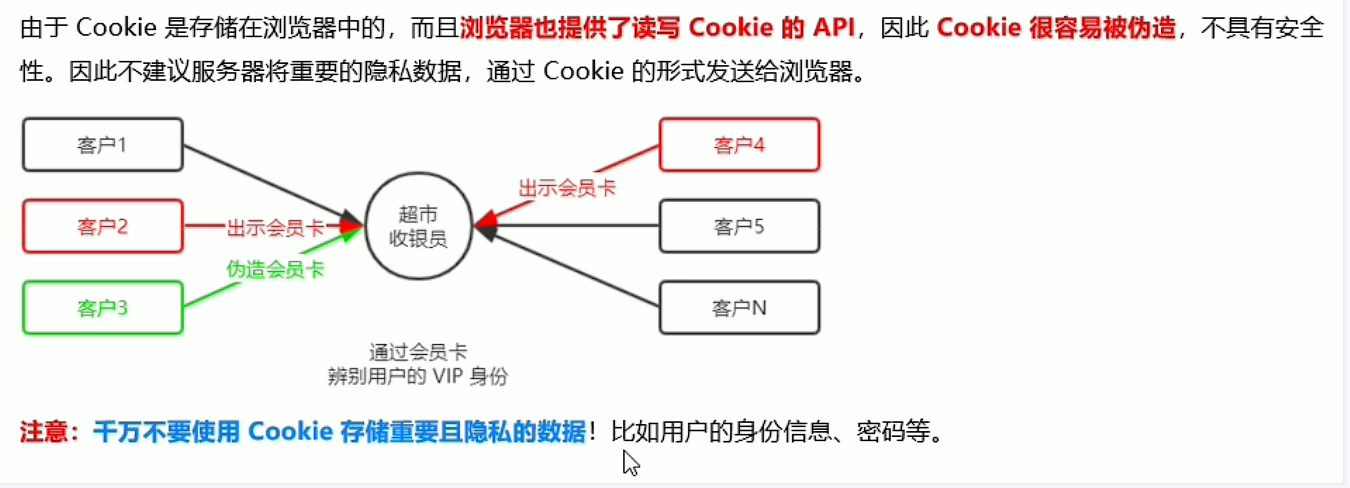 由于 Cookie 是存储在浏览器中的，而且浏览器也提供了读写 Cookie 的 API，因此 Cookie 很容易被伪造，不具有安全
性。因此不建议服务器将重要的隐私数据，通过 Cookie 的形式发送给浏览器。
客户1
客户4
出示会员卡
客户2
出示会员卡
超市
收银员
客户5
伪造会员卡
客户3
客户N
通过会员卡
辨别用户的 VIP 身份
注意：千万不要使用 Cookie 存储重要且隐私的数据！比如用户的身份信息、密码等。